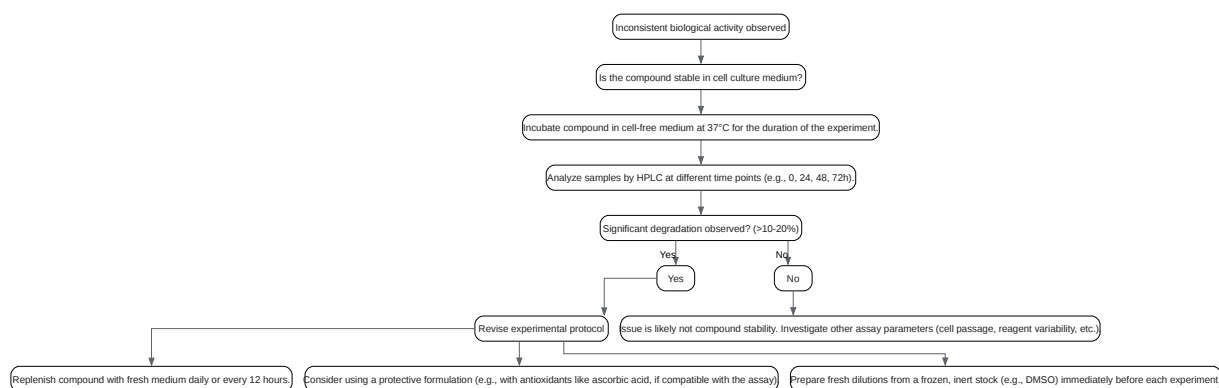 Inconsistent biological activity observed
Is the compound stable in cell culture medium?
Incubate compound in cell-free medium at 37°C for the duration of the experiment.
Analyze samples by HPLC at different time points (e.g., 0, 24, 48, 72h).
Significant degradation observed? (>10-20%)
Yes
No
Yes
No
Revise experimental protocol
Issue is likely not compound stability. Investigate other assay parameters (cell passage, reagent variability, etc.).
Replenish compound with fresh medium daily or every 12 hours.
Consider using a protective formulation (e.g., with antioxidants like ascorbic acid, if compatible with the assay).
Prepare fresh dilutions from a frozen, inert stock (e.g., DMSO) immediately before each experiment.